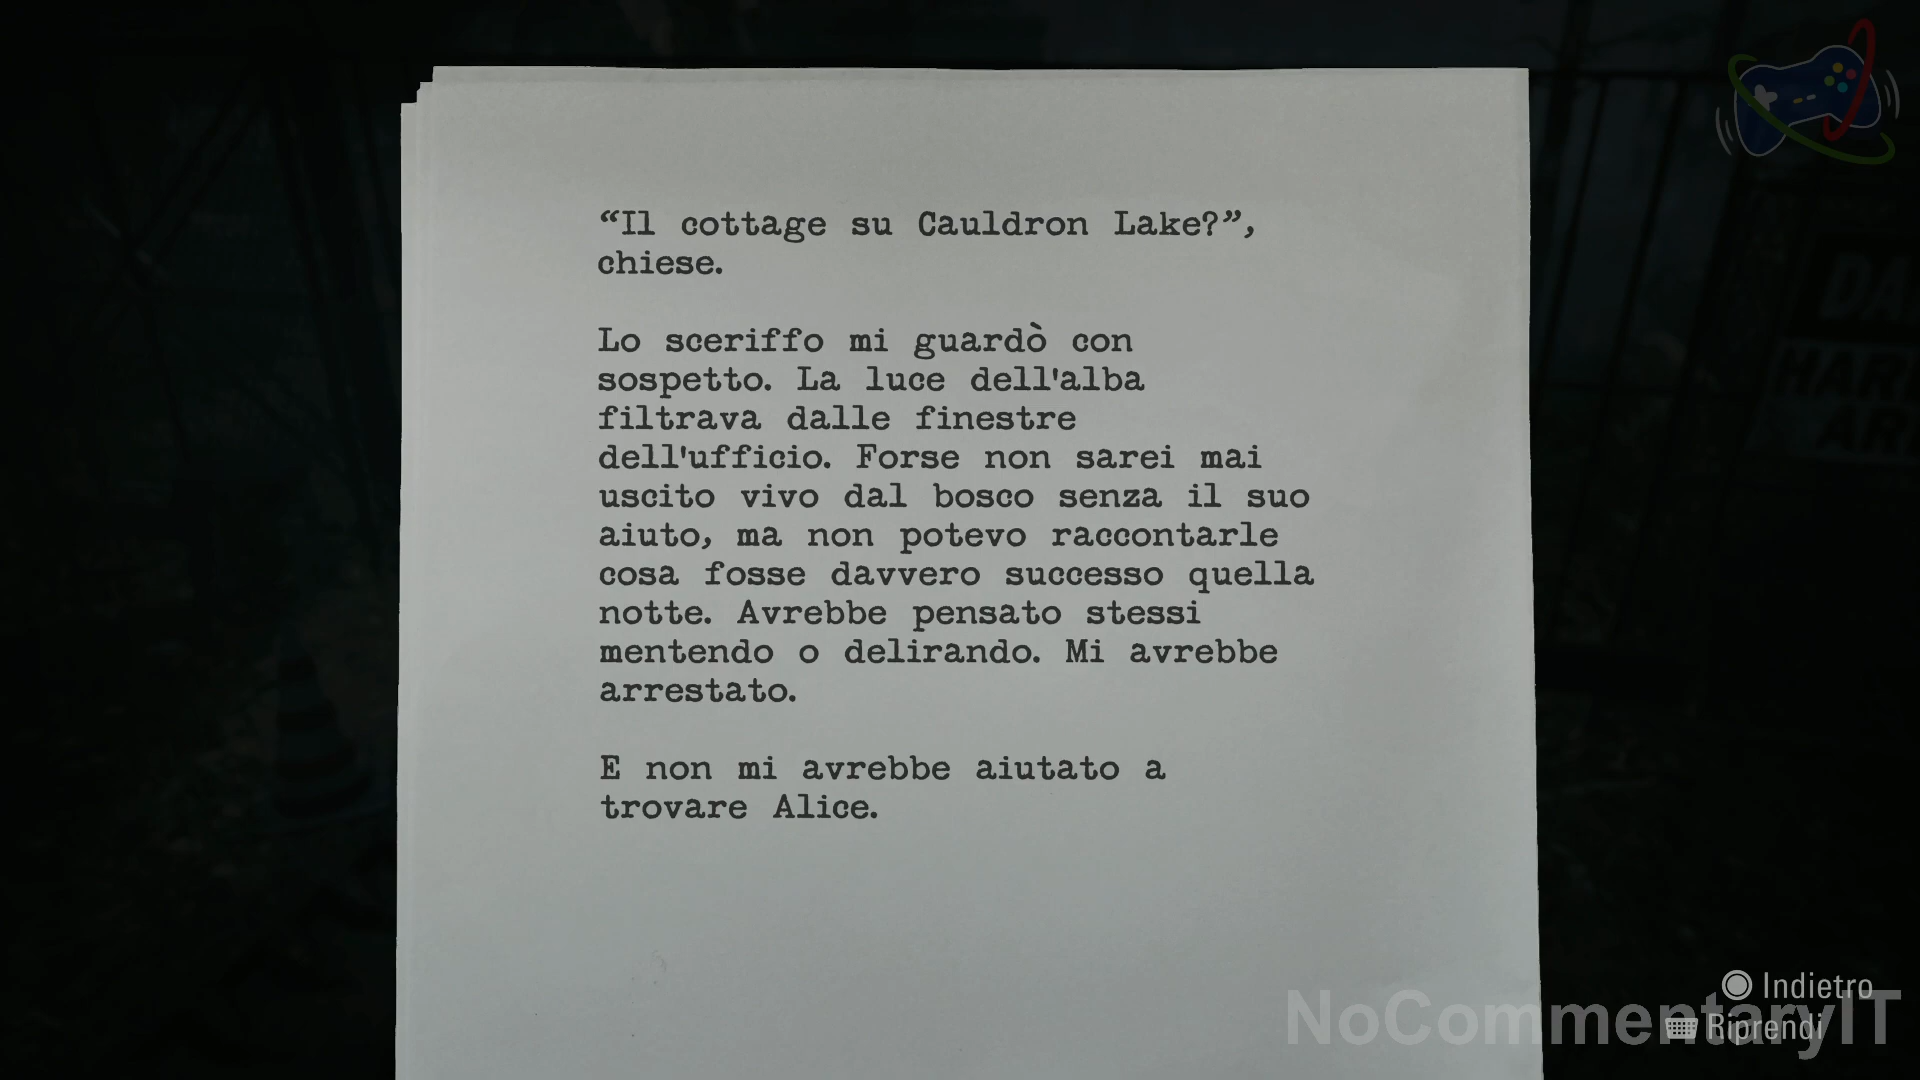 “Il cottage su Cauldron Lake?”,
chiese.
Lo sceriffo mi guardò con
sospetto. La luce dell'alba
filtrava dalle finestre
dell'ufficio. Forse non sarei mai
uscito vivo dal bosco senza il suo
aiuto, ma non potevo raccontarle
cosa fosse davvero successo quella
notte. Avrebbe pensato stessi
mentendo o delirando. Mi avrebbe
arrestato.
E non mi avrebbe aiutato a
trovare Alice.
Indietro
Riprendi
NoCommentaryIT